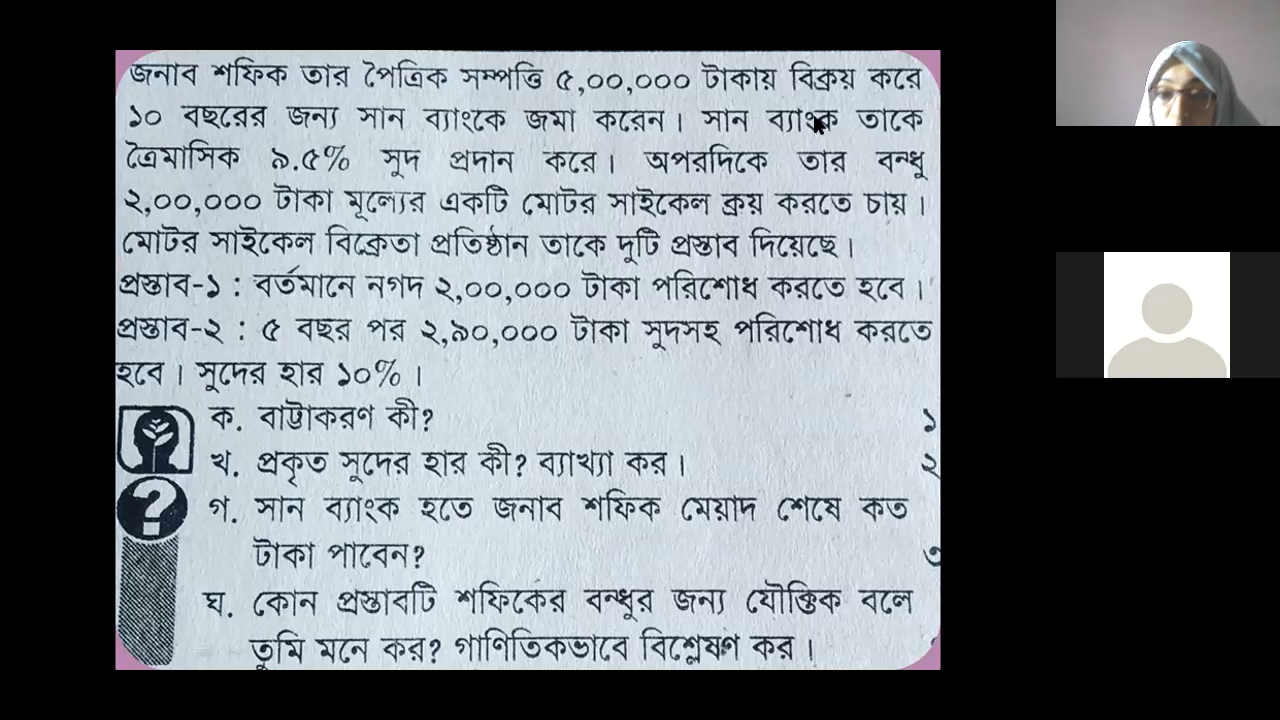 জনাব শফিক তার পৈত্রিক সম্পত্তি ৫,০০,০০০ টাকায় বিক্রয় করে
১০ বছরের জন্য সান ব্যাংকে জমা করেন। সান ব্যাংক তাকে
ত্রৈমাসিক ৯.৫% সুদ প্রদান করে। অপরদিকে তার বন্ধু
২,০০,০০০ টাকা মূল্যের একটি মোটর সাইকেল ক্রয় করতে চায়।
মোটর সাইকেল বিক্রেতা প্রতিষ্ঠান তাকে দুটি প্রস্তাব দিয়েছে।
প্রস্তাব-১ : বর্তমানে নগদ ২,০০,০০০ টাকা পরিশোধ করতে হবে।
প্রস্তাব-২ : ৫ বছর পর ২,৯০,০০০ টাকা সুদসহ পরিশোধ করতে
হবে। সুদের হার ১০%।
ক. বাট্টাকরণ কী? ১
খ. প্রকৃত সুদের হার কী? ব্যাখ্যা কর। ২
গ. সান ব্যাংক হতে জনাব শফিক মেয়াদ শেষে কত
টাকা পাবেন? ৩
ঘ. কোন প্রস্তাবটি শফিকের বন্ধুর জন্য যৌক্তিক বলে
তুমি মনে কর? গাণিতিকভাবে বিশ্লেষণ কর।
?